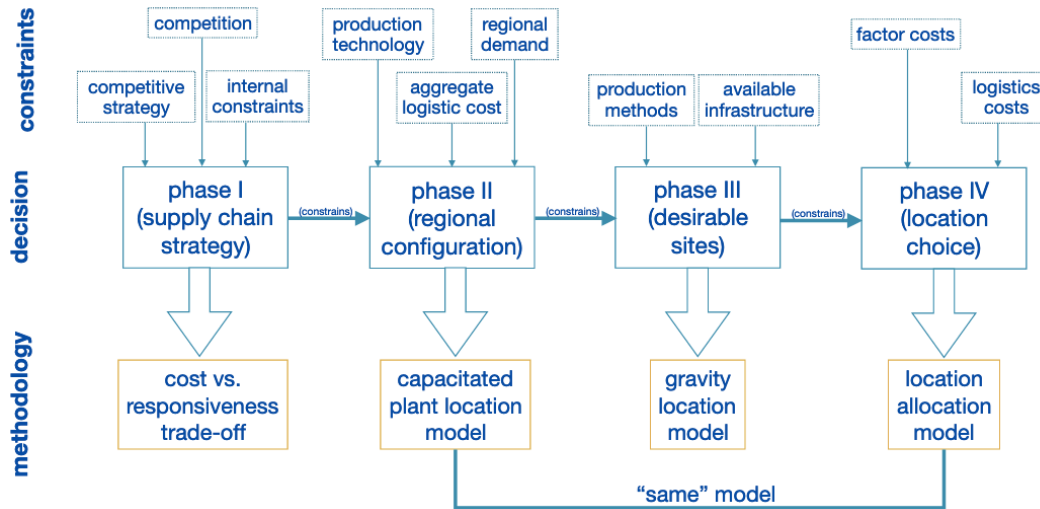 constraints
competition
competitive
strategy
internal
constraints
production
technology
regional
demand
aggregate
logistic cost
production
methods
available
infrastructure
factor costs
logistics
costs
decision
phase I
(supply chain
strategy)
(constrains)
phase II
(regional
configuration)
(constrains)
phase III
(desirable
sites)
(constrains)
phase IV
(location
choice)
methodology
cost vs.
responsiveness
trade-off
capacitated
plant location
model
gravity
location
model
location
allocation
model
“same” model